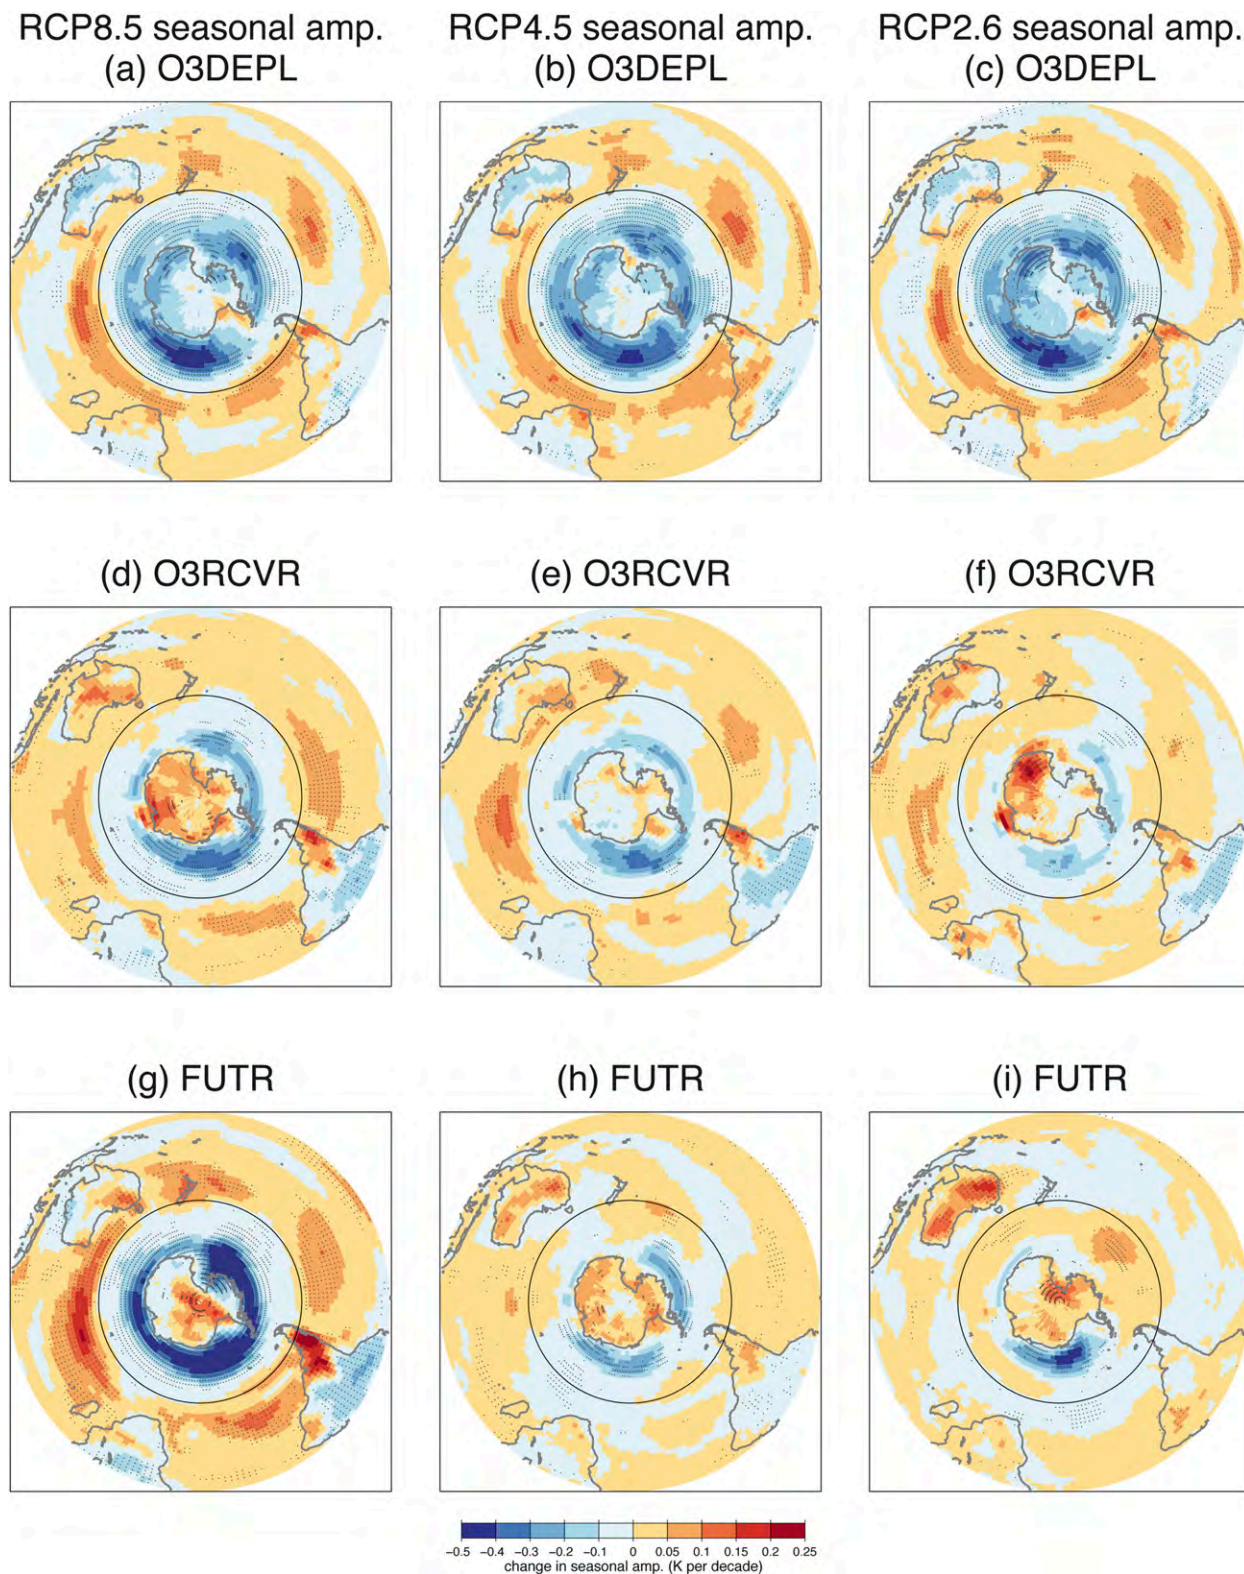 RCP8.5 seasonal amp.
(a) O3DEPL
RCP4.5 seasonal amp.
(b) O3DEPL
RCP2.6 seasonal amp.
(c) O3DEPL
(d) O3RCVR
(e) O3RCVR
(f) O3RCVR
(g) FUTR
(h) FUTR
(i) FUTR
−0.5 −0.4 −0.3 −0.2 −0.1 0 0.05 0.1 0.15 0.2 0.25
change in seasonal amp. (K per decade)